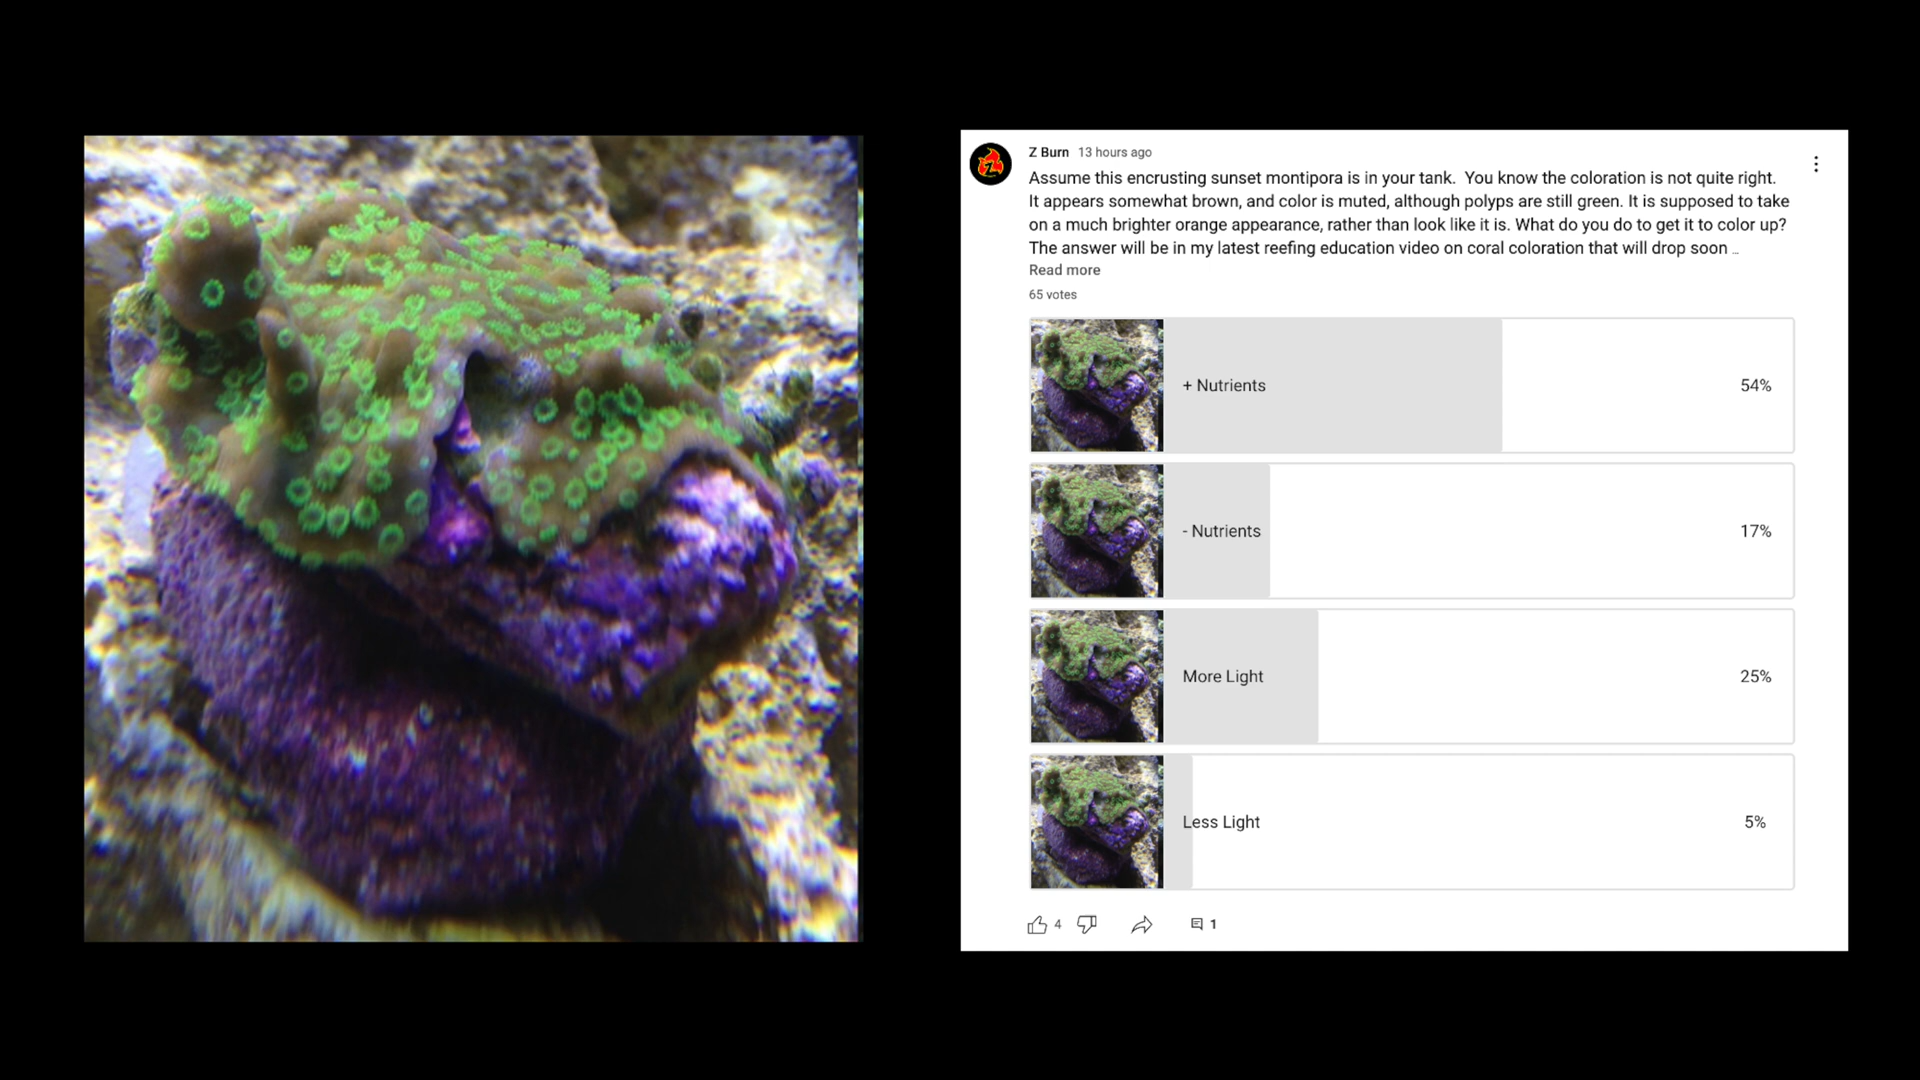 Z Burn 13 hours ago
Assume this encrusting sunset montipora is in your tank.  You know the coloration is not quite right.
It appears somewhat brown, and color is muted, although polyps are still green. It is supposed to take
on a much brighter orange appearance, rather than look like it is. What do you do to get it to color up?
The answer will be in my latest reefing education video on coral coloration that will drop soon ...
Read more
65 votes
+ Nutrients 54%
- Nutrients 17%
More Light 25%
Less Light 5%
4 1